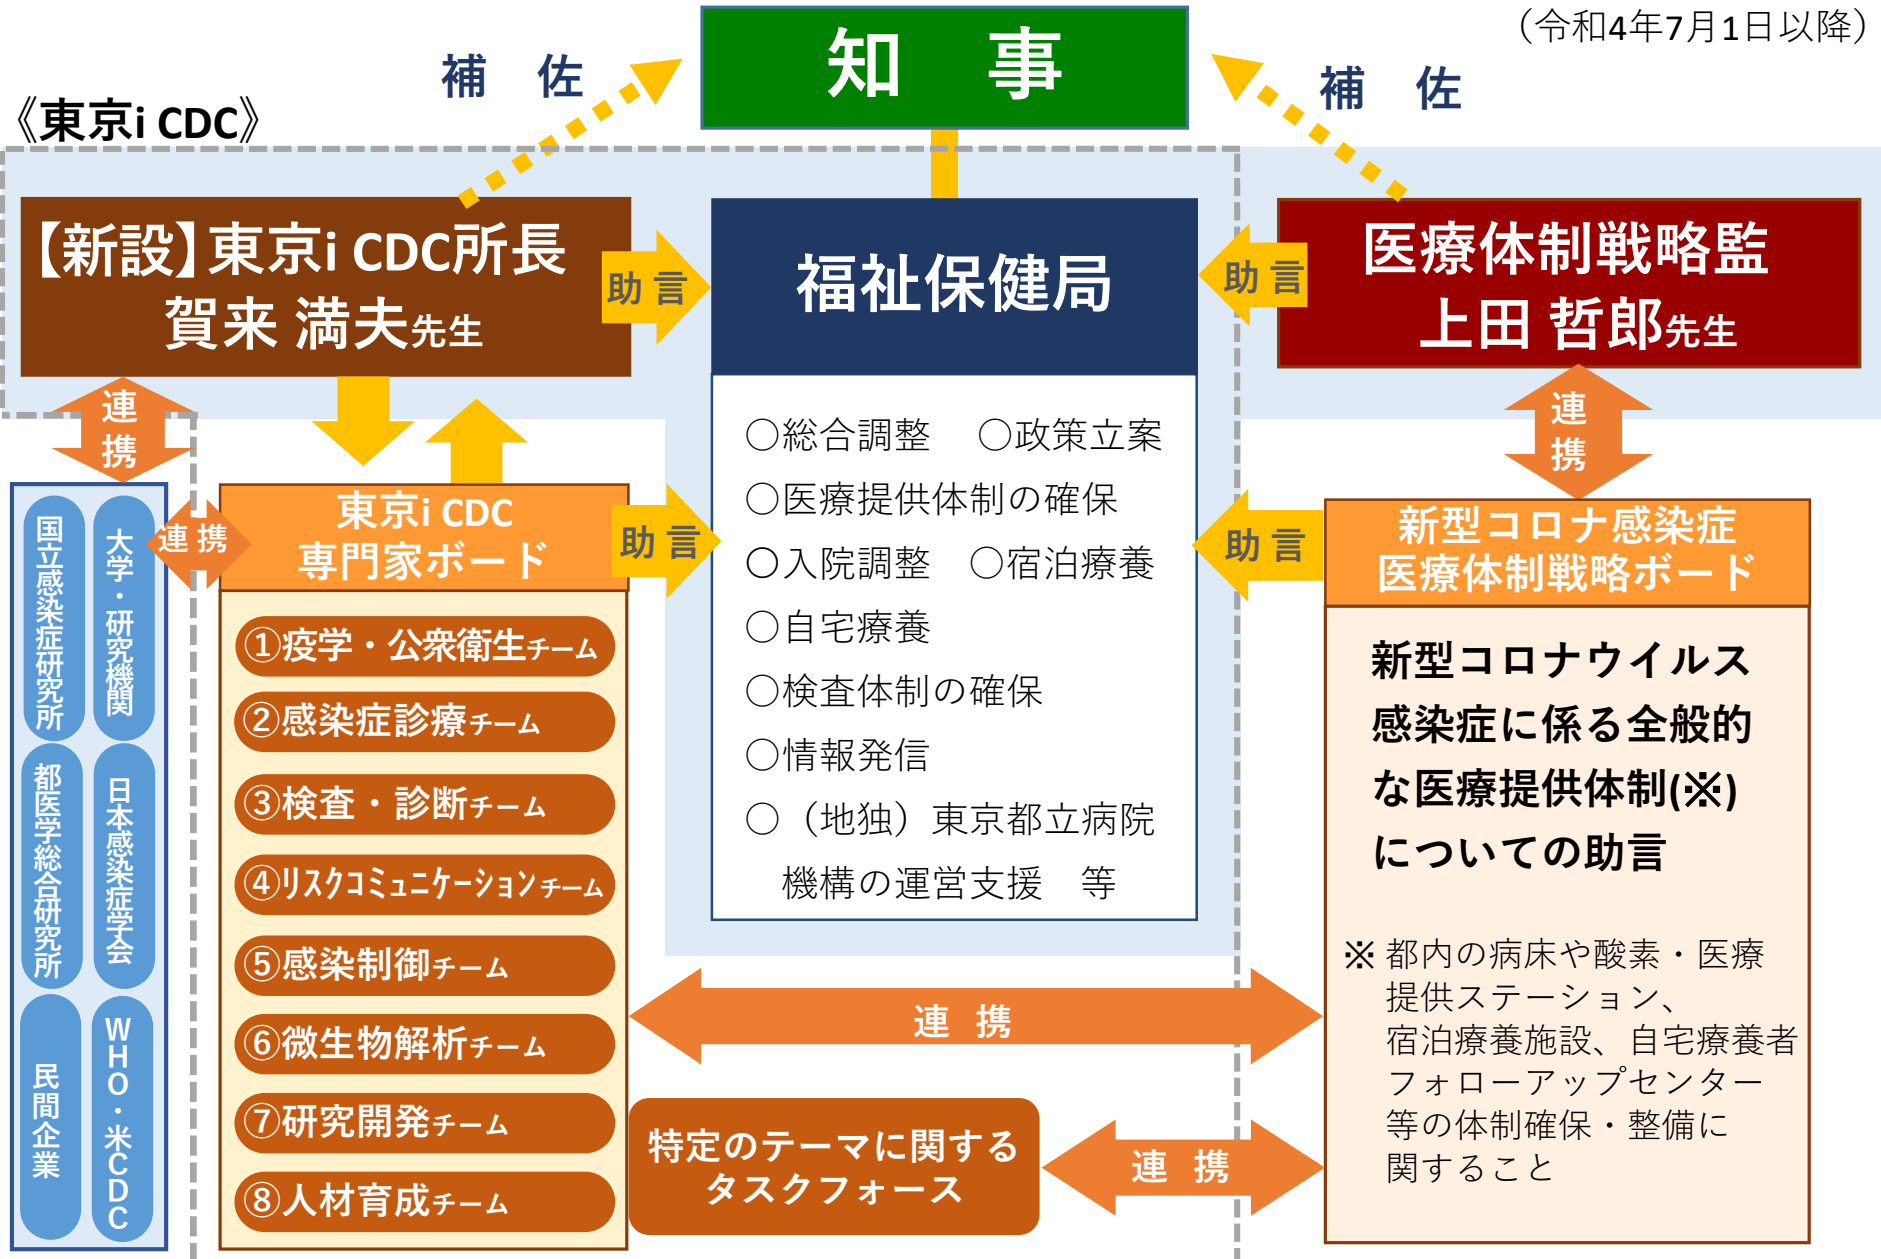 （令和4年7月1日以降）
知　事
補　佐
補　佐
《東京i CDC》
【新設】東京i CDC所長
賀来 満夫先生
助 言
福祉保健局
助 言
医療体制戦略監
上田 哲郎先生
連携
連携
○総合調整　○政策立案
○医療提供体制の確保
○入院調整　○宿泊療養
○自宅療養
○検査体制の確保
○情報発信
○（地独）東京都立病院
機構の運営支援　等
国立感染症研究所
大学・研究機関
都医学総合研究所
日本感染症学会
民間企業
WHO・米CDC
連 携
東京i CDC
専門家ボード
助 言
助 言
①疫学・公衆衛生チーム
②感染症診療チーム
③検査・診断チーム
④リスクコミュニケーションチーム
⑤感染制御チーム
⑥微生物解析チーム
⑦研究開発チーム
⑧人材育成チーム
新型コロナ感染症
医療体制戦略ボード
新型コロナウイルス
感染症に係る全般的
な医療提供体制(※)
についての助言
※ 都内の病床や酸素・医療
提供ステーション、
宿泊療養施設、自宅療養者
フォローアップセンター
等の体制確保・整備に
関すること
連 携
特定のテーマに関する
タスクフォース
連 携